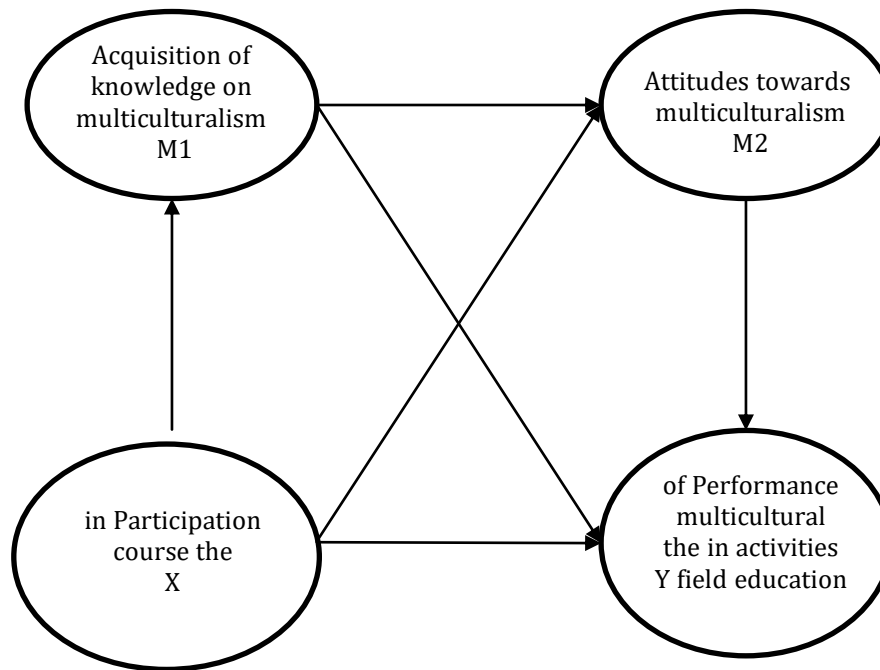 Acquisition of
knowledge on
multiculturalism
M1
Attitudes towards
multiculturalism
M2
in Participation
course the
X
of Performance
multicultural
the in activities
Y field education